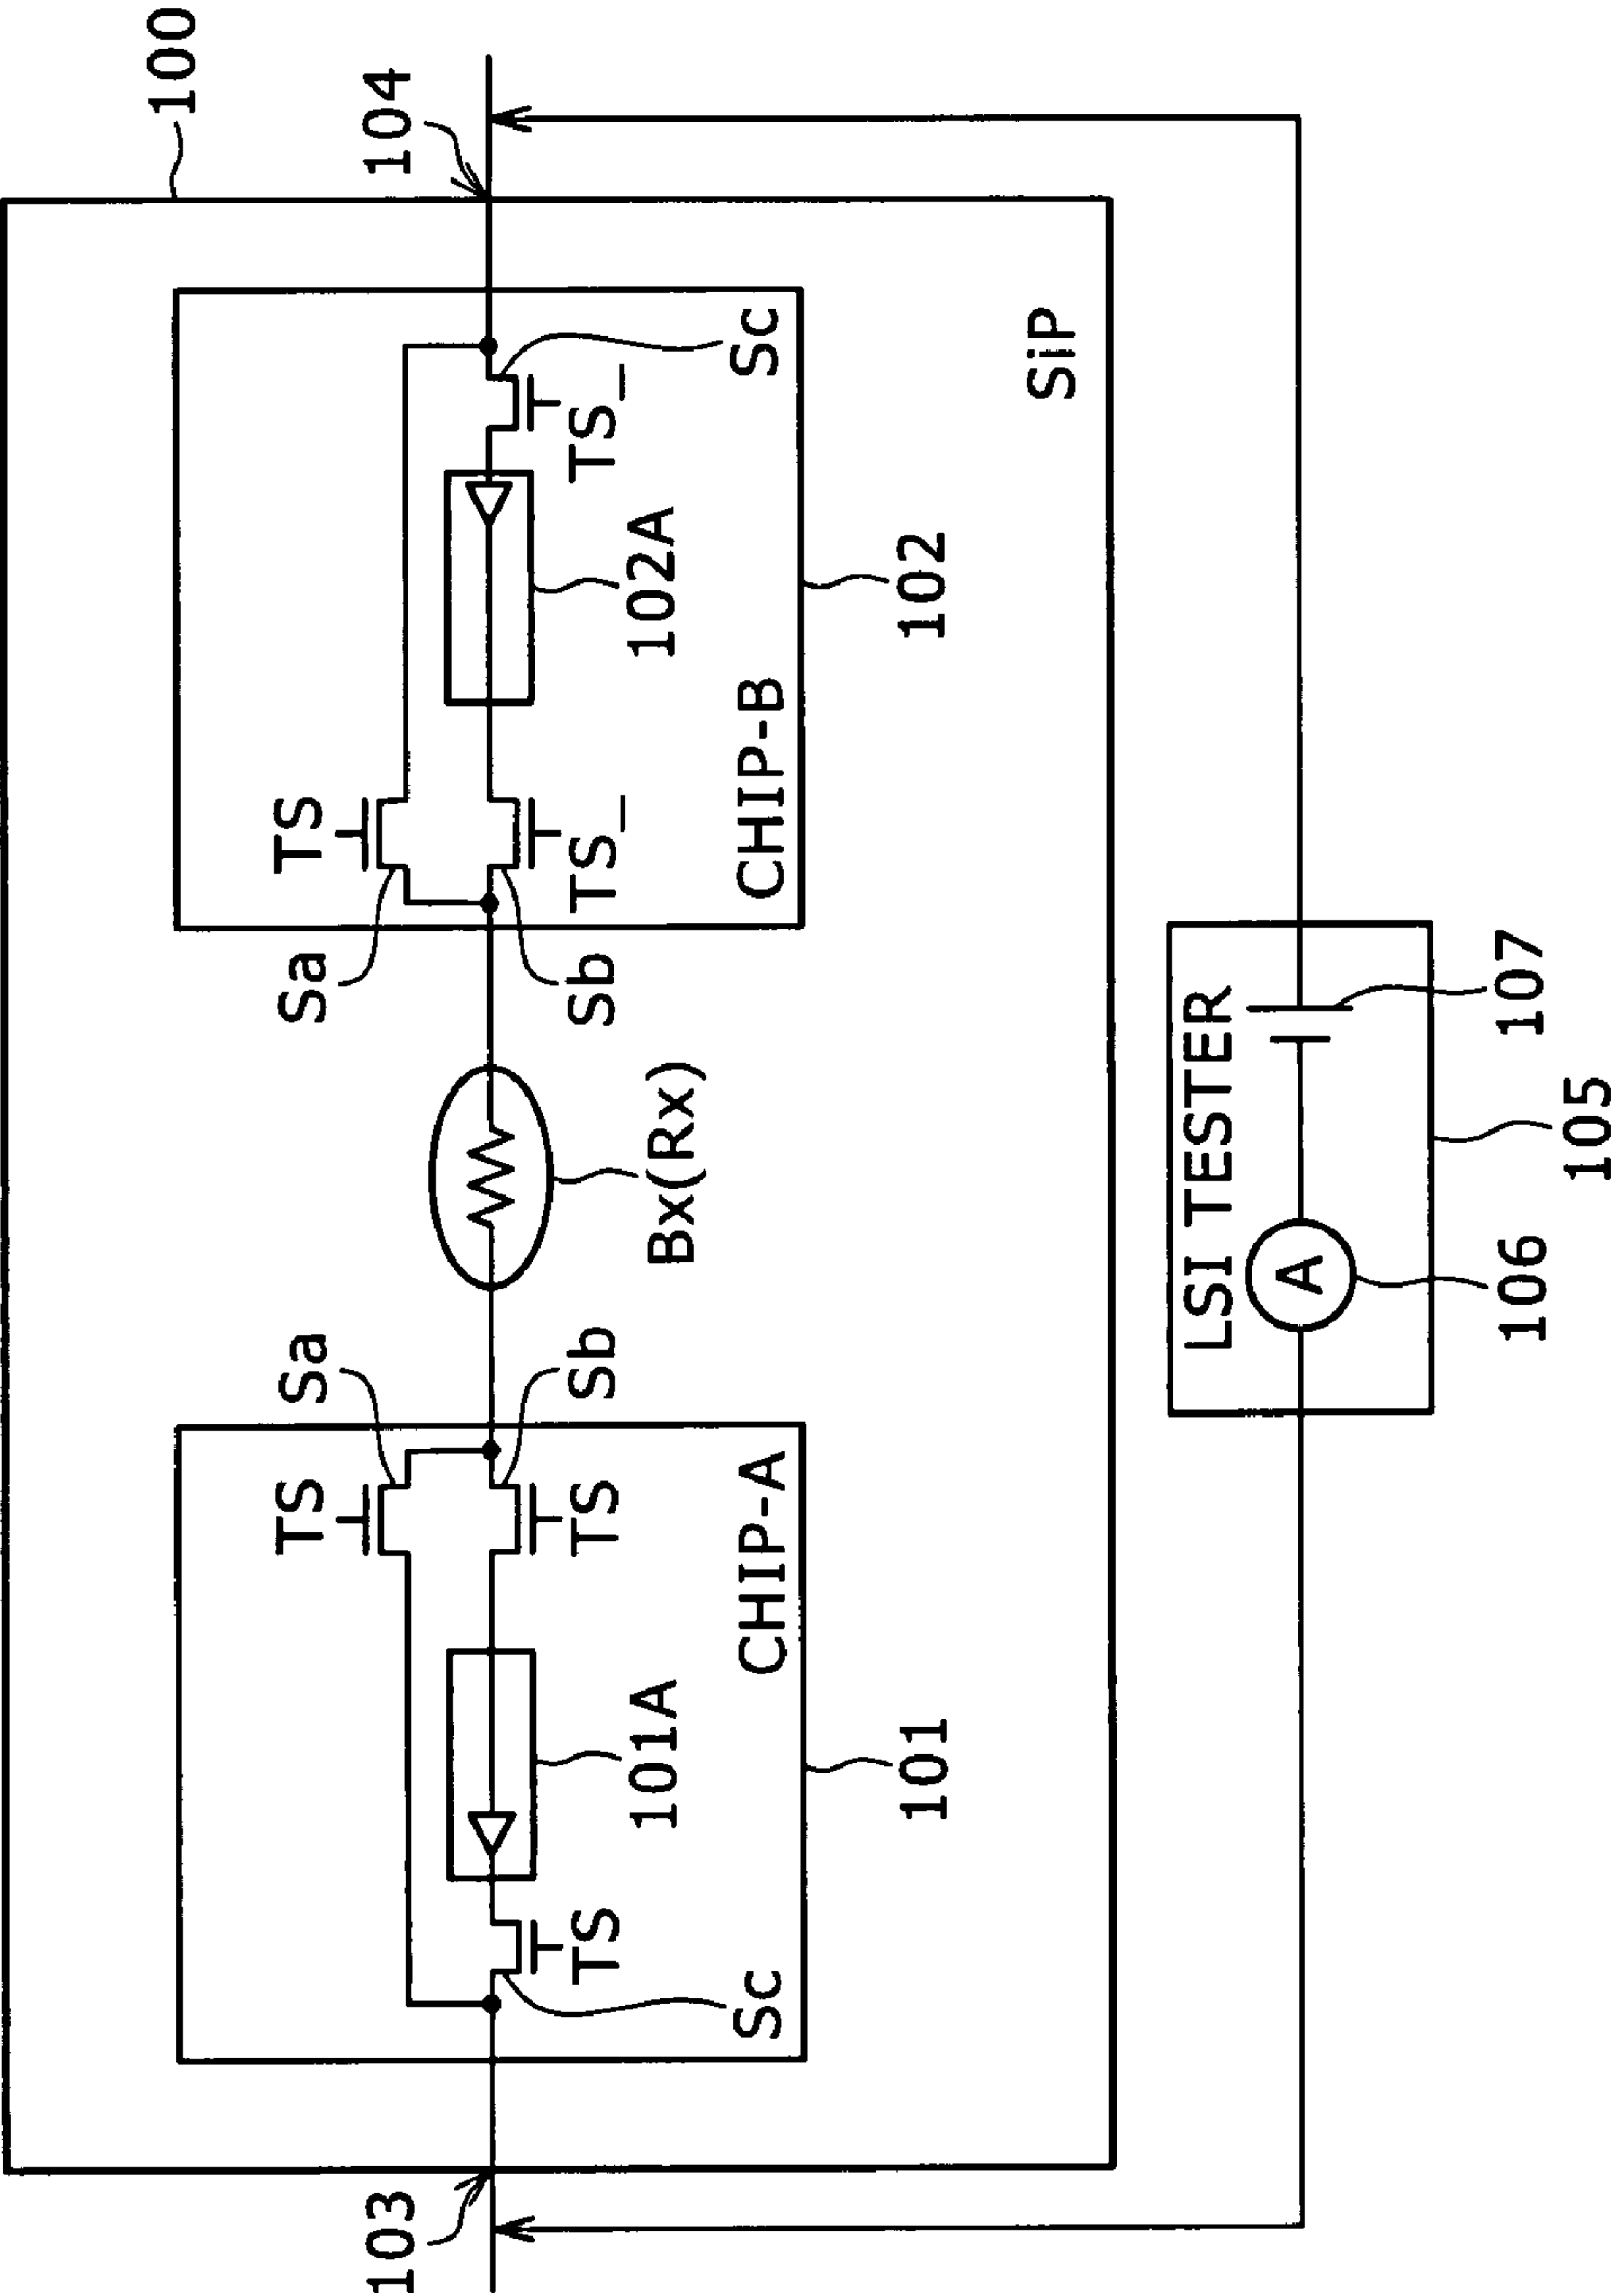 100
103
104
TS
Sa
Sa
TS
Sc
TS
101A
TS
Sb
Bx(Rx)
Sb
TS_
102A
TS_
Sc
CHIP-A
CHIP-B
101
102
SiP
LSI TESTER
A
106
107
105